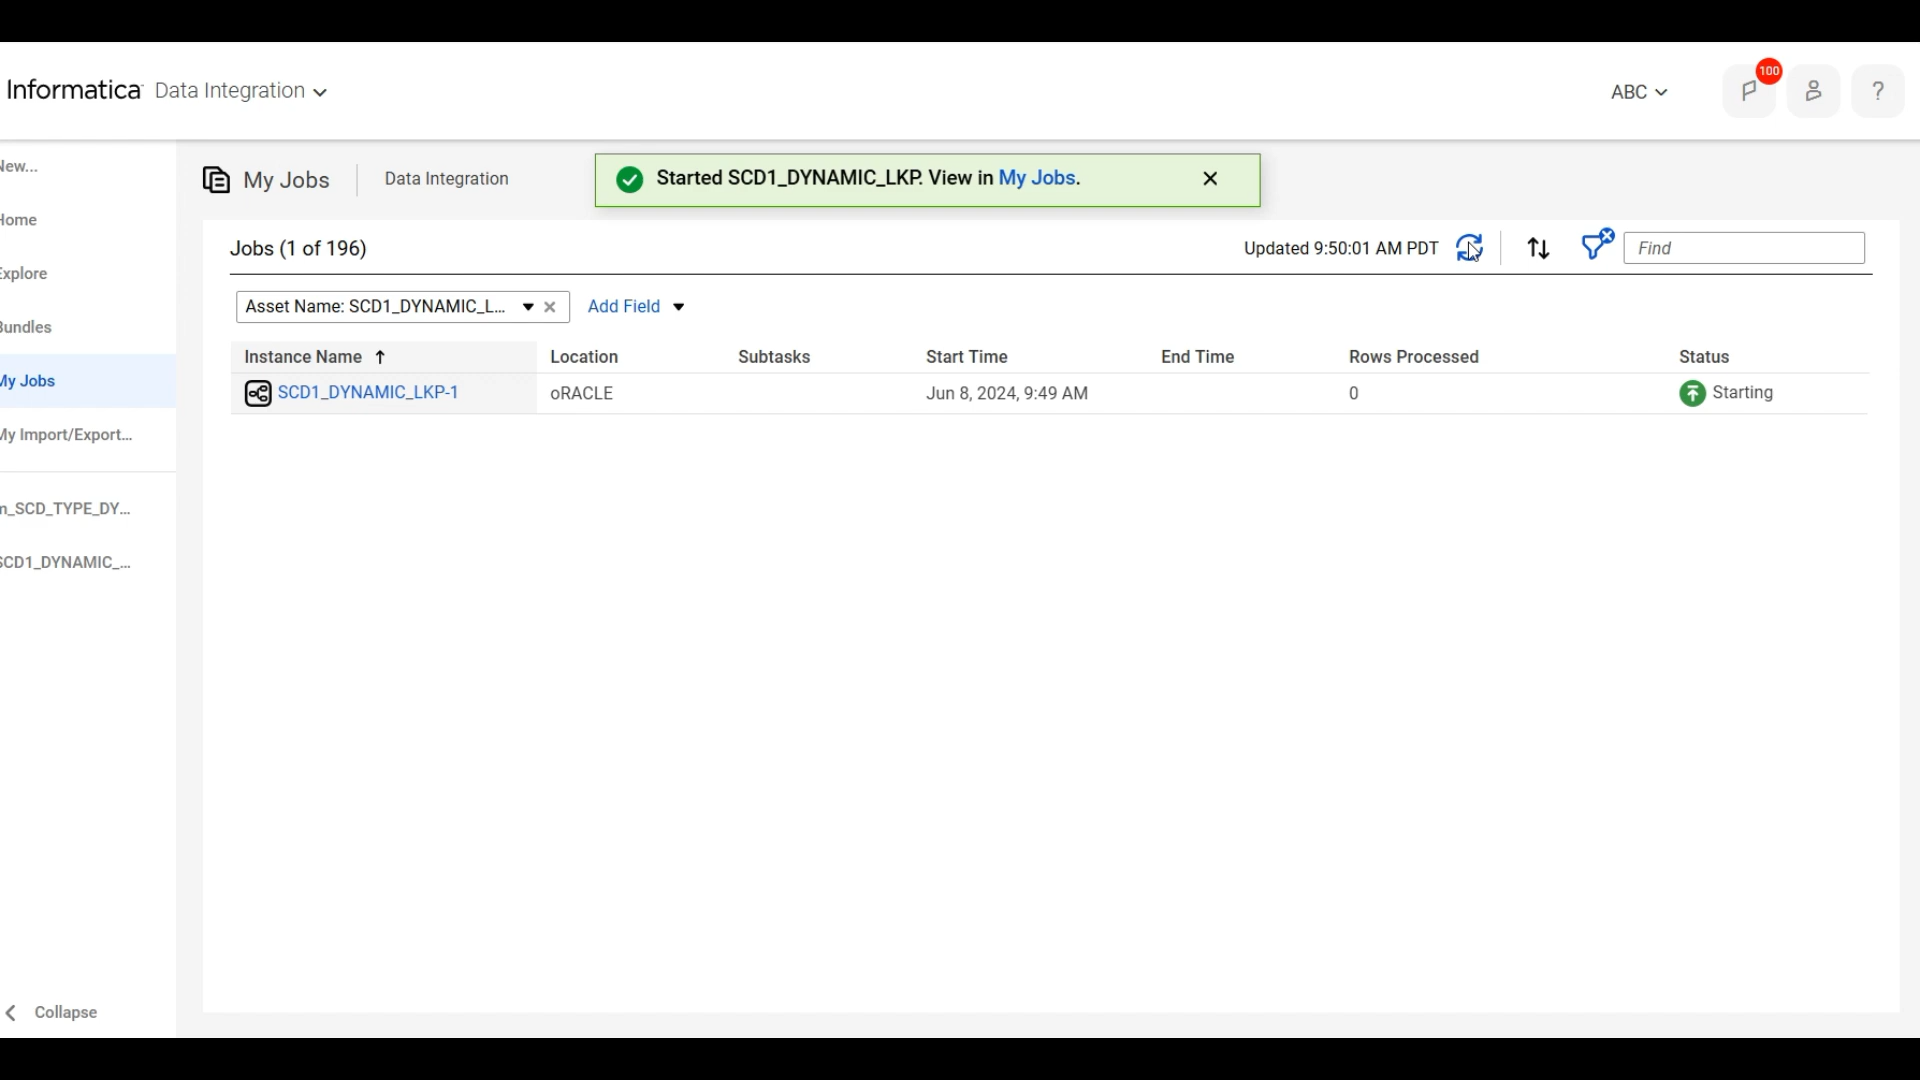 Informatica Data Integration
ABC
100
?
New...
Home
Explore
Bundles
My Jobs
My Import/Export...
m_SCD_TYPE_DY...
SCD1_DYNAMIC_...
Collapse
My Jobs
Data Integration
Started SCD1_DYNAMIC_LKP. View in My Jobs.
Jobs (1 of 196)
Updated 9:50:01 AM PDT
Find
Asset Name: SCD1_DYNAMIC_L...
Add Field
Instance Name Location Subtasks Start Time End Time Rows Processed Status
SCD1_DYNAMIC_LKP-1 oRACLE Jun 8, 2024, 9:49 AM 0 Starting